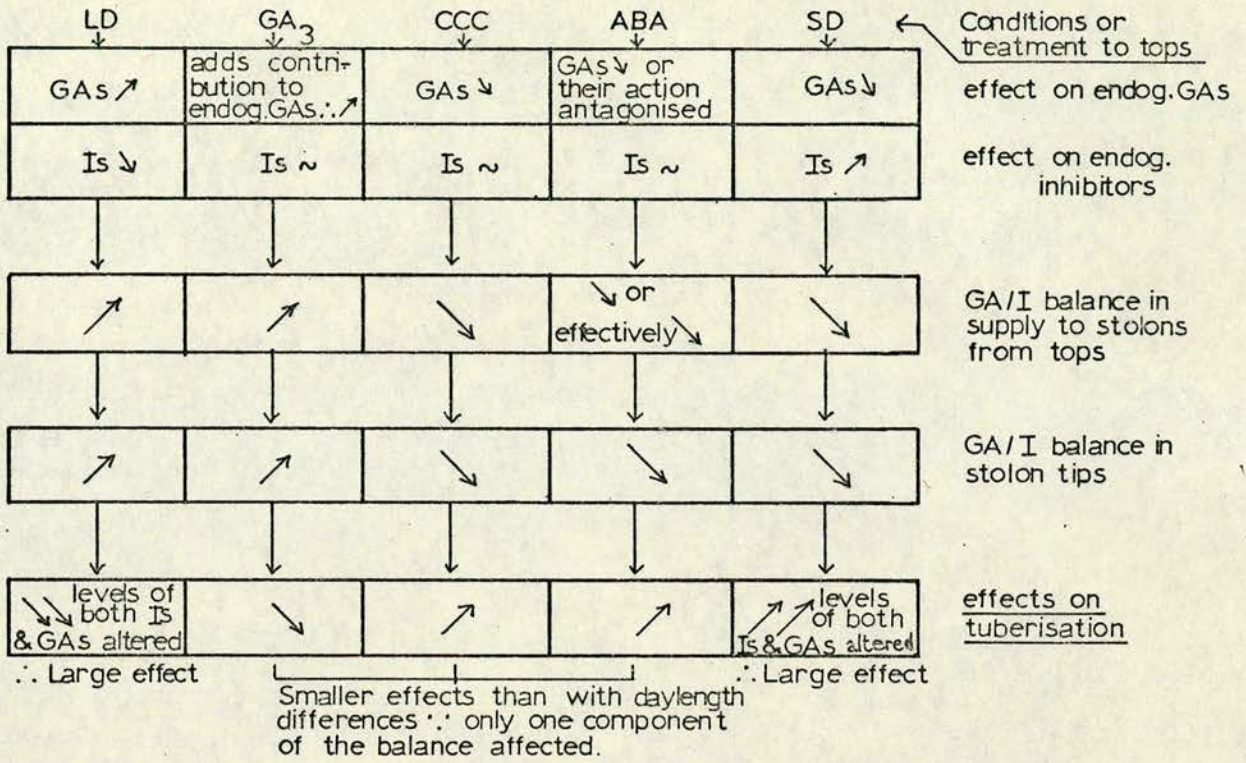 LD GA3 CCC ABA SD ← Conditions or
treatment to tops
GAs ↗
adds contri-
bution to
endog.GAs ∴ ↗
GAs ↘
GAs ↘ or
their action
antagonised
GAs ↘
effect on endog.GAs
Is ↘ Is ~ Is ~ Is ~ Is ↗
effect on endog.
inhibitors
↗ ↗ ↘
↘ or
effectively ↘
↘
GA/I balance in
supply to stolons
from tops
↗ ↗ ↘ ↘ ↘
GA/I balance in
stolon tips
↘↘ levels of
both Is
& GAs altered
↘ ↗ ↗
↗↗ levels
of both
Is & GAs altered
effects on
tuberisation
∴ Large effect
∴ Large effect
Smaller effects than with daylength
differences ∵ only one component
of the balance affected.